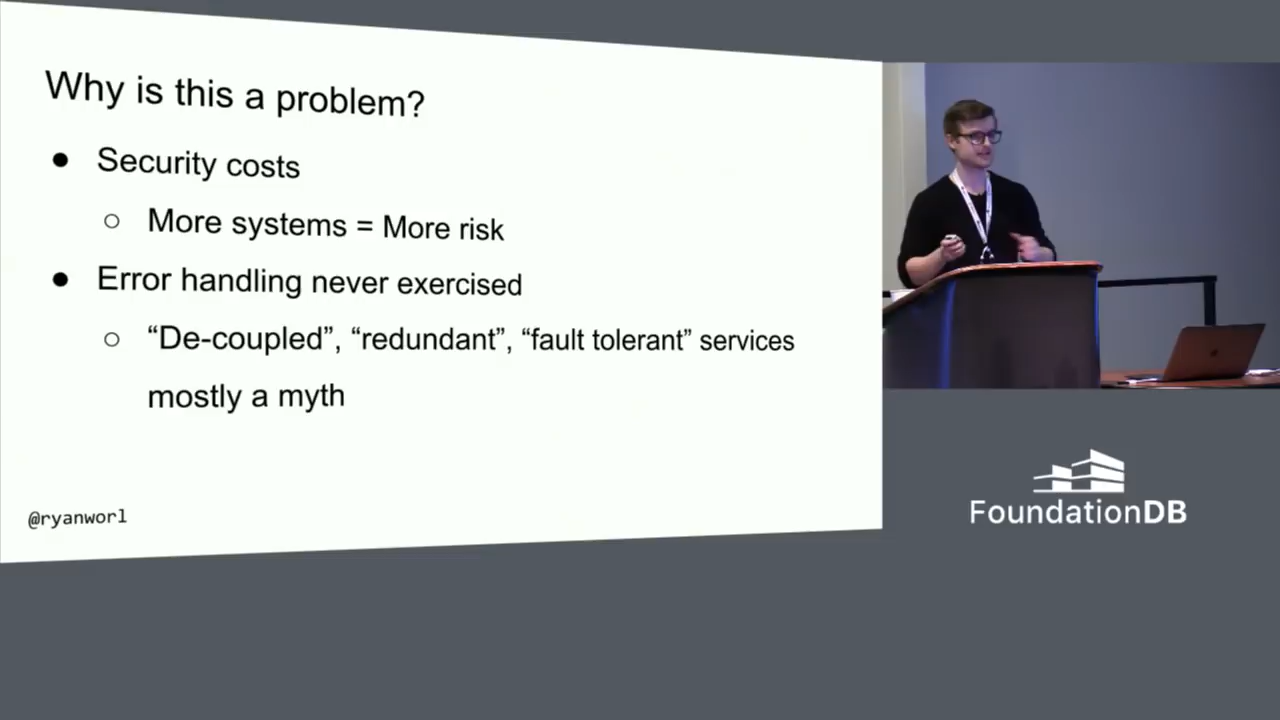 Why is this a problem?
● Security costs
○ More systems = More risk
● Error handling never exercised
○ “De-coupled”, “redundant”, “fault tolerant” services
mostly a myth
@ryanworl
FoundationDB